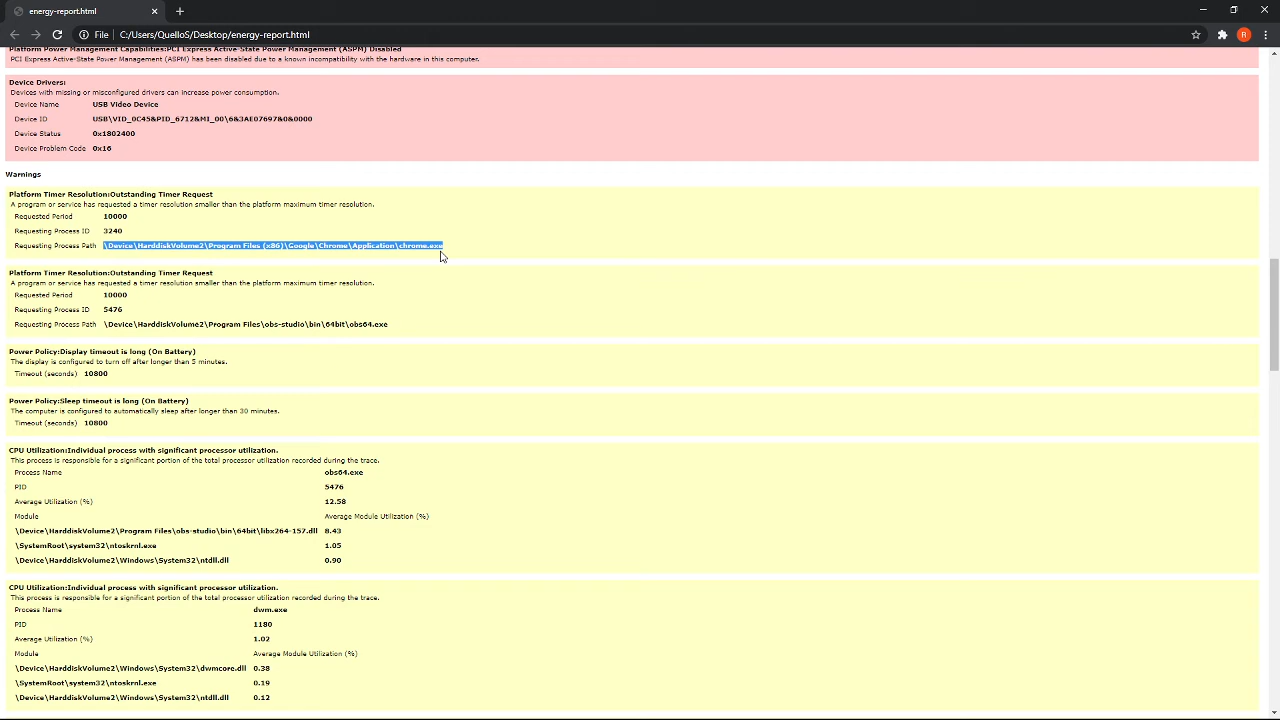 energy-report.html
File C:/Users/QuelloS/Desktop/energy-report.html
R
Platform Power Management Capabilities:PCI Express Active-State Power Management (ASPM) Disabled
PCI Express Active-State Power Management (ASPM) has been disabled due to a known incompatibility with the hardware in this computer.
Device Drivers:
Devices with missing or misconfigured drivers can increase power consumption.
Device Name USB Video Device
Device ID USB\VID_0C45&PID_6712&MI_00\6&3AE07697&0&0000
Device Status 0x1802400
Device Problem Code 0x16
Warnings
Platform Timer Resolution:Outstanding Timer Request
A program or service has requested a timer resolution smaller than the platform maximum timer resolution.
Requested Period 10000
Requesting Process ID 3240
Requesting Process Path \Device\HarddiskVolume2\Program Files (x86)\Google\Chrome\Application\chrome.exe
Platform Timer Resolution:Outstanding Timer Request
A program or service has requested a timer resolution smaller than the platform maximum timer resolution.
Requested Period 10000
Requesting Process ID 5476
Requesting Process Path \Device\HarddiskVolume2\Program Files\obs-studio\bin\64bit\obs64.exe
Power Policy:Display timeout is long (On Battery)
The display is configured to turn off after longer than 5 minutes.
Timeout (seconds) 10800
Power Policy:Sleep timeout is long (On Battery)
The computer is configured to automatically sleep after longer than 30 minutes.
Timeout (seconds) 10800
CPU Utilization:Individual process with significant processor utilization.
This process is responsible for a significant portion of the total processor utilization recorded during the trace.
Process Name obs64.exe
PID 5476
Average Utilization (%) 12.58
Module Average Module Utilization (%)
\Device\HarddiskVolume2\Program Files\obs-studio\bin\64bit\libx264-157.dll 8.43
\SystemRoot\system32\ntoskrnl.exe 1.05
\Device\HarddiskVolume2\Windows\System32\ntdll.dll 0.90
CPU Utilization:Individual process with significant processor utilization.
This process is responsible for a significant portion of the total processor utilization recorded during the trace.
Process Name dwm.exe
PID 1180
Average Utilization (%) 1.02
Module Average Module Utilization (%)
\Device\HarddiskVolume2\Windows\System32\dwmcore.dll 0.38
\SystemRoot\system32\ntoskrnl.exe 0.19
\Device\HarddiskVolume2\Windows\System32\ntdll.dll 0.12